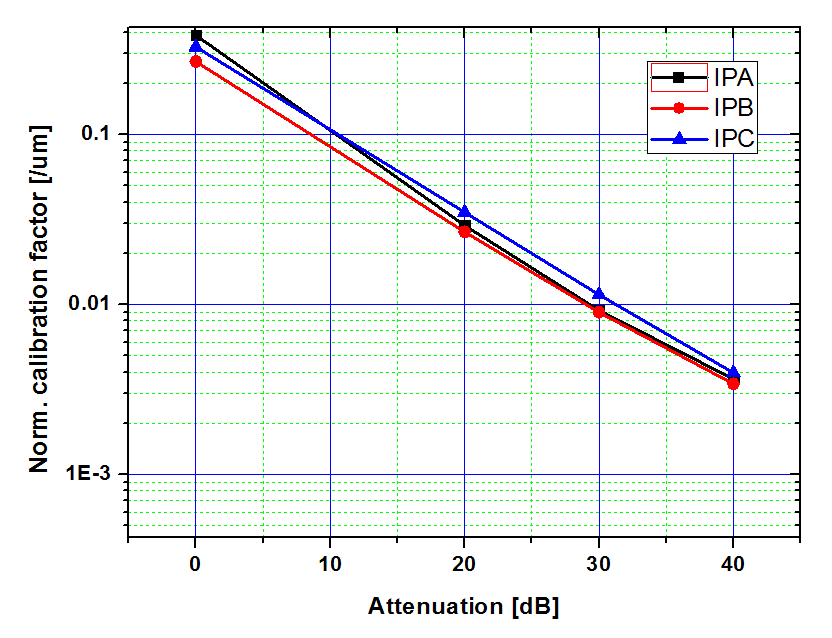 IPA
IPB
IPC
0.1
0.01
1E-3
Norm. calibration factor [/um]
0 10 20 30 40
Attenuation [dB]